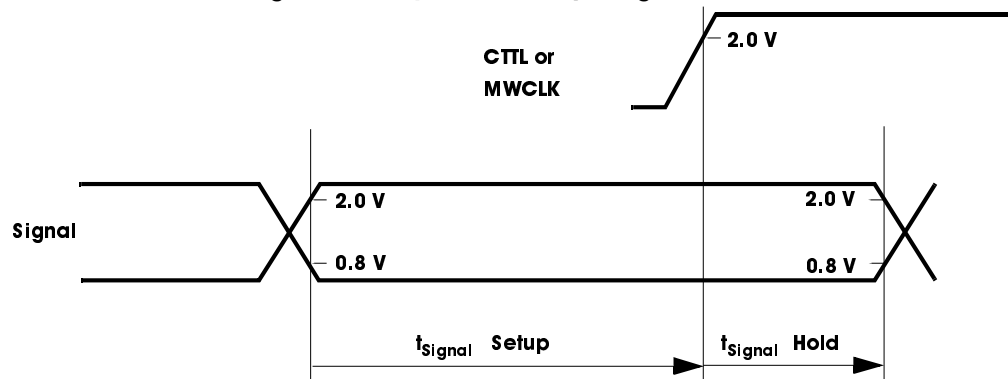 CTTL or
MWCLK
2.0 V
Signal
2.0 V
0.8 V
2.0 V
0.8 V
tSignal Setup
tSignal Hold